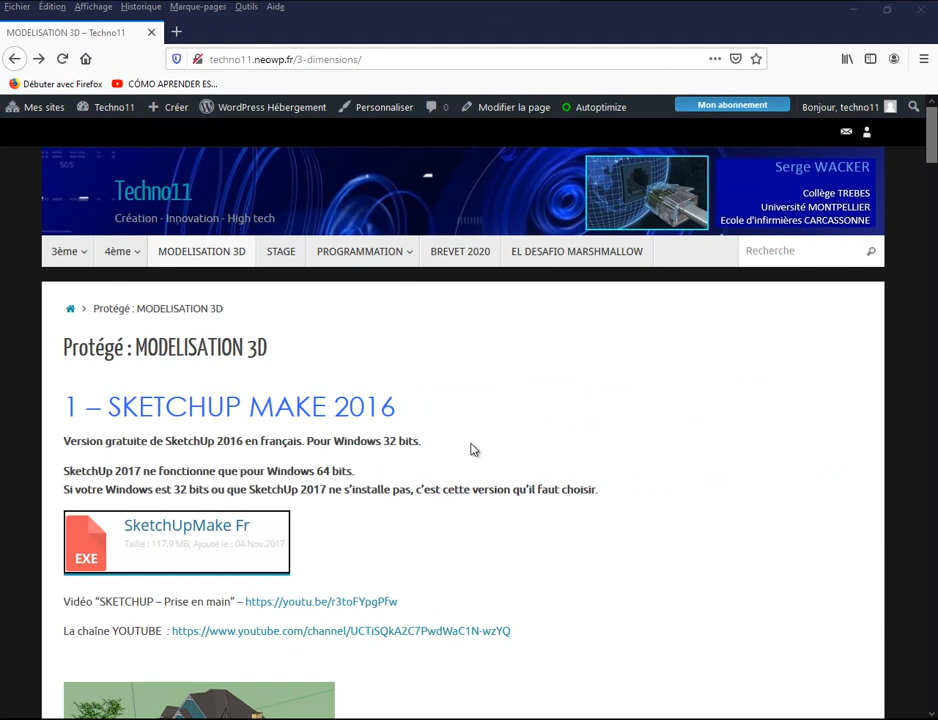 Fichier Édition Affichage Historique Marque-pages Outils Aide
MODELISATION 3D – Techno11
techno11.neowp.fr/3-dimensions/
Débuter avec Firefox CÓMO APRENDER ES...
Mes sites Techno11 0 Créer WordPress Hébergement Personnaliser Modifier la page Autoptimize Mon abonnement Bonjour, techno11
SOS
Techno11
Création - Innovation - High tech
Serge WACKER
Collège TREBES
Université MONTPELLIER
Ecole d'infirmières CARCASSONNE
3ème 4ème MODELISATION 3D STAGE PROGRAMMATION BREVET 2020 EL DESAFIO MARSHMALLOW Recherche
Protégé : MODELISATION 3D
Protégé : MODELISATION 3D
1 – SKETCHUP MAKE 2016
Version gratuite de SketchUp 2016 en français. Pour Windows 32 bits.
SketchUp 2017 ne fonctionne que pour Windows 64 bits.
Si votre Windows est 32 bits ou que SketchUp 2017 ne s'installe pas, c'est cette version qu'il faut choisir.
EXE
SketchUpMake Fr
Taille : 117.9 MB, Ajouté le : 04.Nov.2017
Vidéo “SKETCHUP – Prise en main” – https://youtu.be/r3toFYpgPfw
La chaîne YOUTUBE : https://www.youtube.com/channel/UCTiSQkA2C7PwdWaC1N-wzYQ